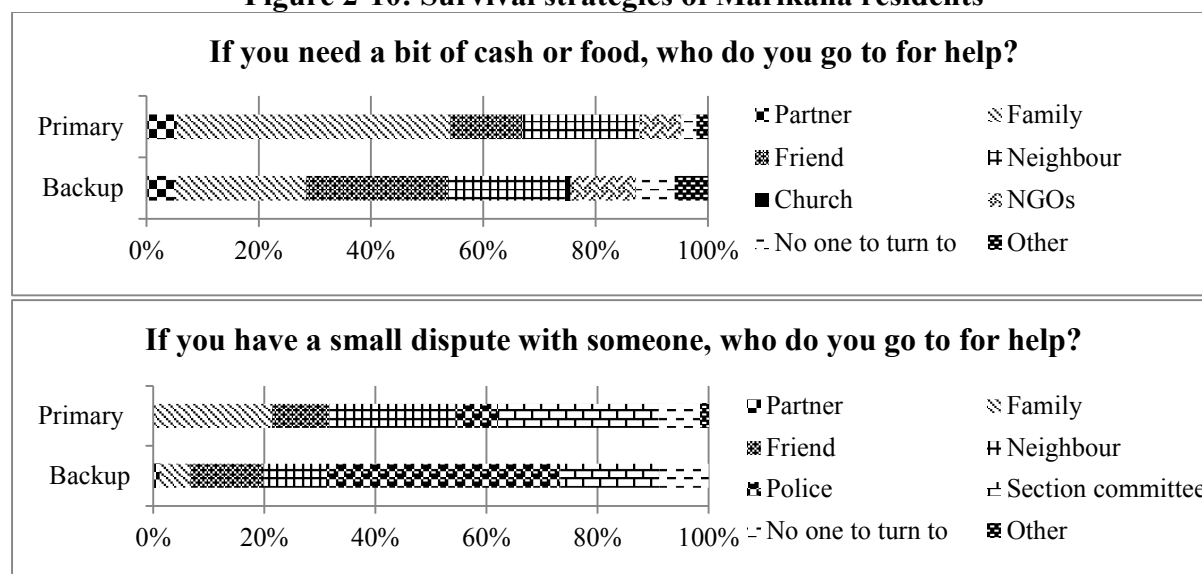 Figure 2-10: Survival strategies of Marikana residents
If you need a bit of cash or food, who do you go to for help?
Primary
Backup
0% 20% 40% 60% 80% 100%
Partner Family
Friend Neighbour
Church NGOs
No one to turn to Other
If you have a small dispute with someone, who do you go to for help?
Primary
Backup
0% 20% 40% 60% 80% 100%
Partner Family
Friend Neighbour
Police Section committee
No one to turn to Other